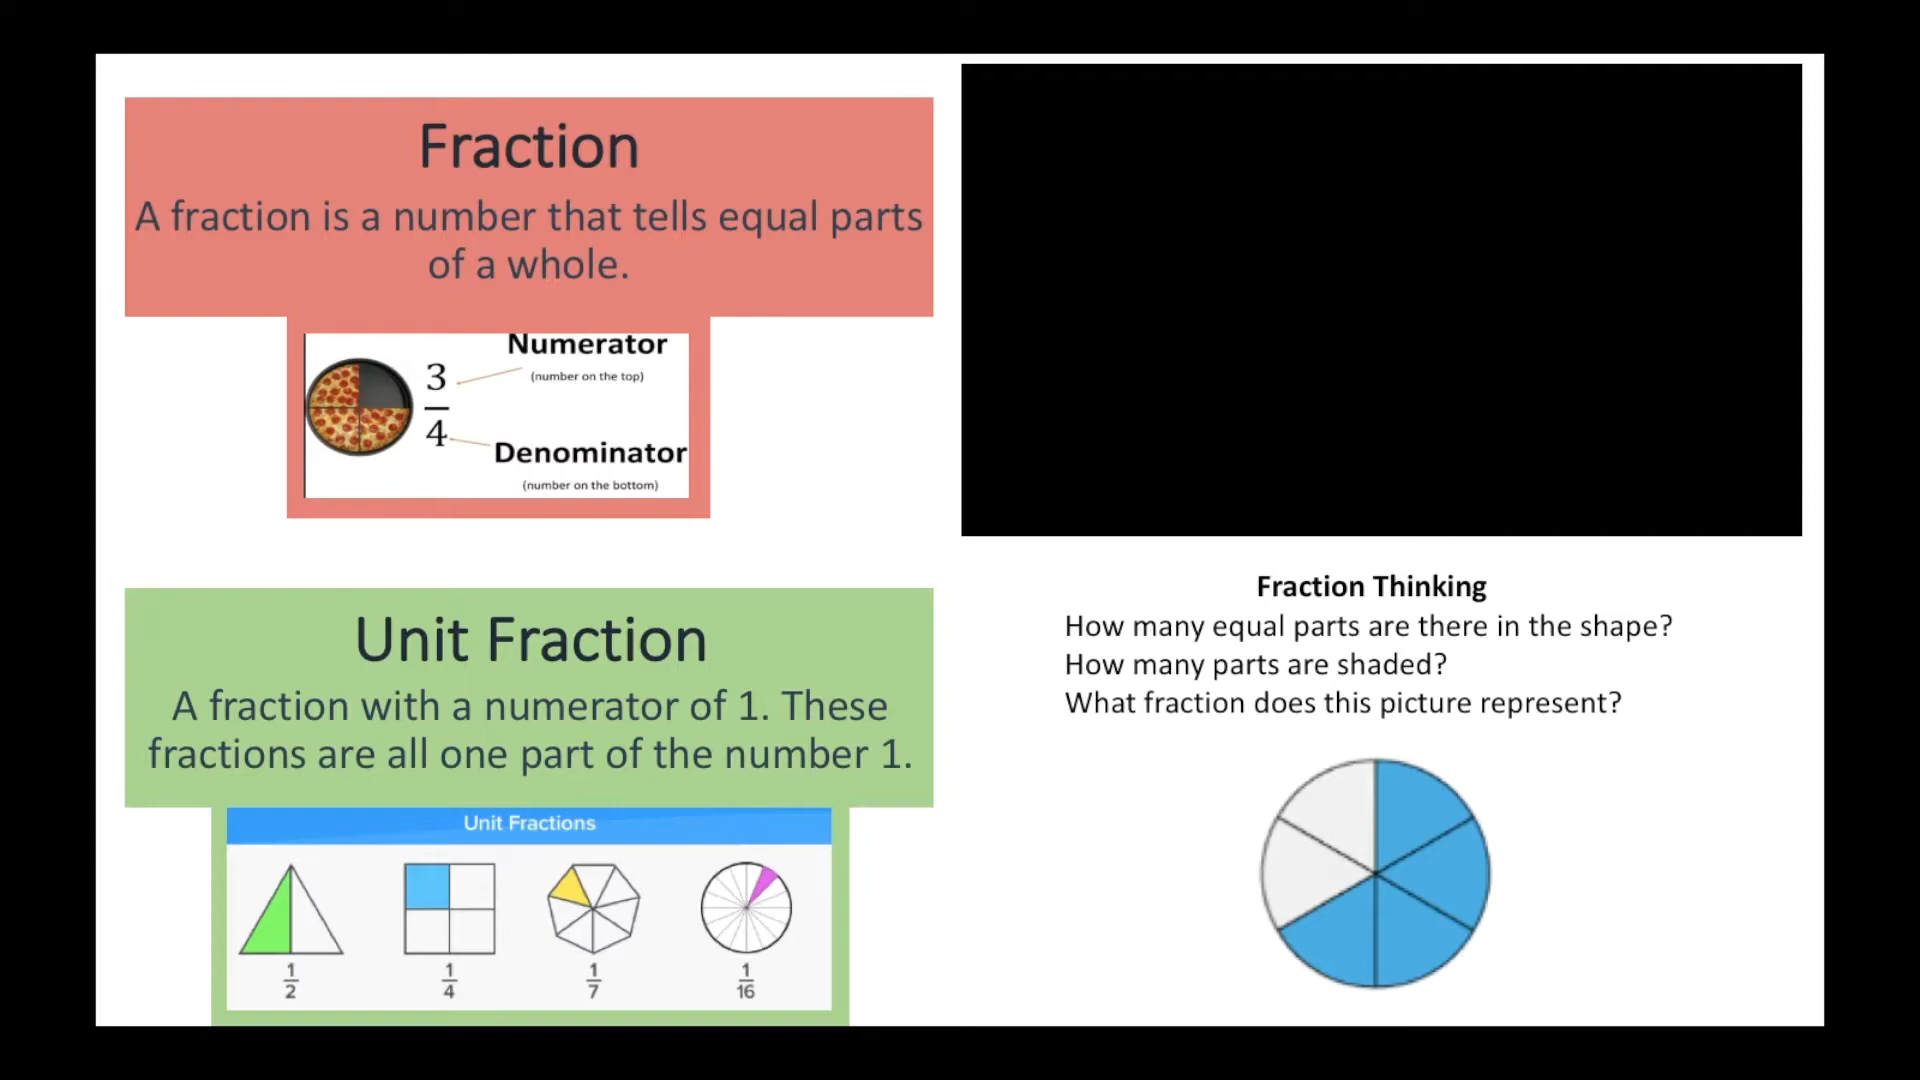 Fraction
A fraction is a number that tells equal parts
of a whole.
Numerator
(number on the top)
3
4
Denominator
(number on the bottom)
Unit Fraction
A fraction with a numerator of 1. These
fractions are all one part of the number 1.
Unit Fractions
1/2
1/4
1/7
1/16
Fraction Thinking
How many equal parts are there in the shape?
How many parts are shaded?
What fraction does this picture represent?